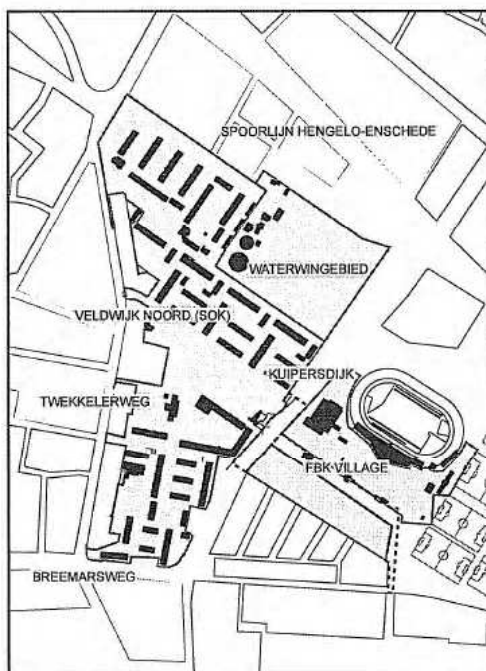 SPOORLIJN HENGELO-ENSCHEDE
WATERWINGEBIED
VELDWIJK NOORD (SOK)
KUIPERSDIJK
TWEKKELERWEG
FBK VILLAGE
BREEMARSWEG